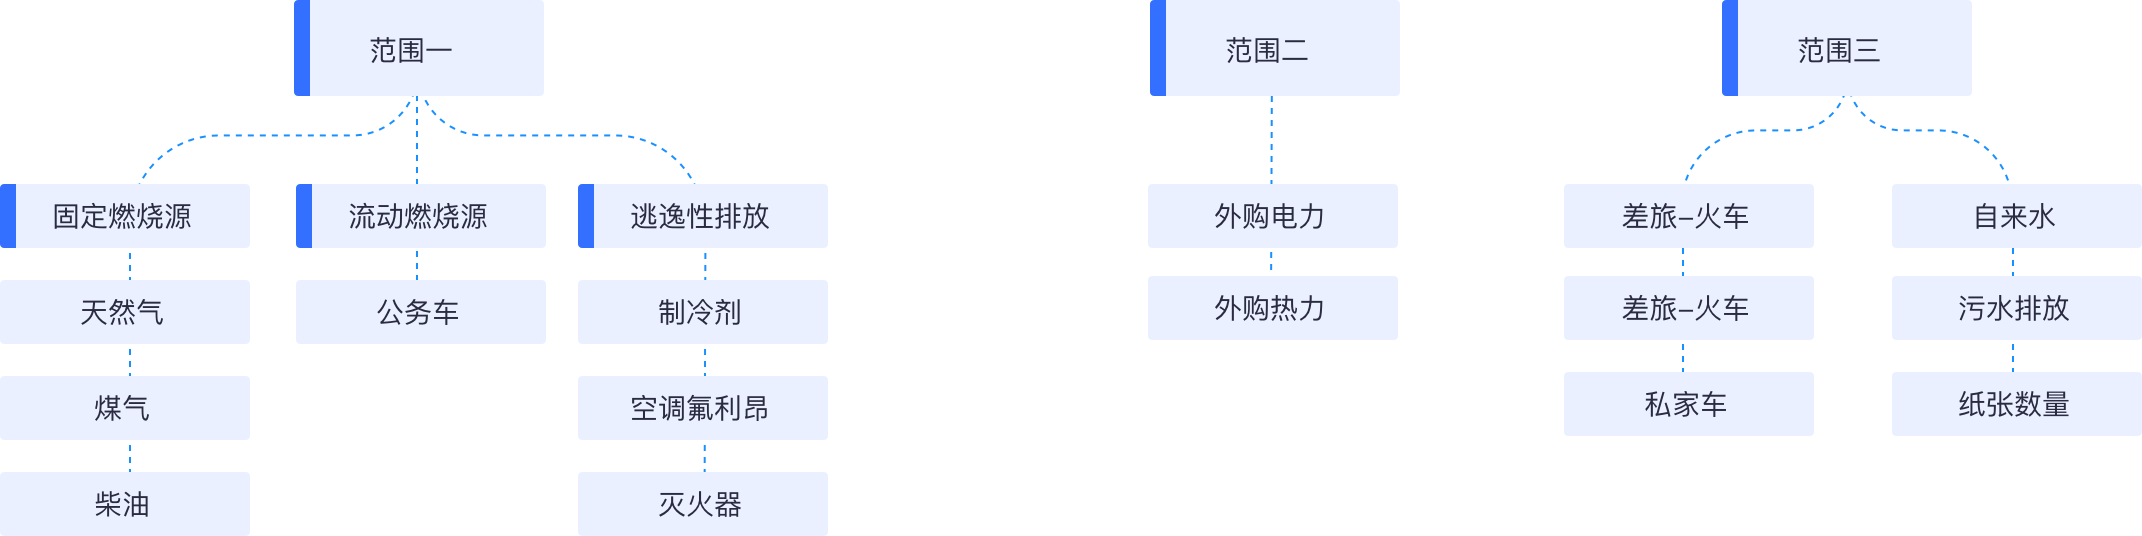 范围一
范围二
范围三
固定燃烧源
流动燃烧源
逃逸性排放
外购电力
差旅–火车
自来水
天然气
公务车
制冷剂
外购热力
差旅–火车
污水排放
煤气
空调氟利昂
私家车
纸张数量
柴油
灭火器